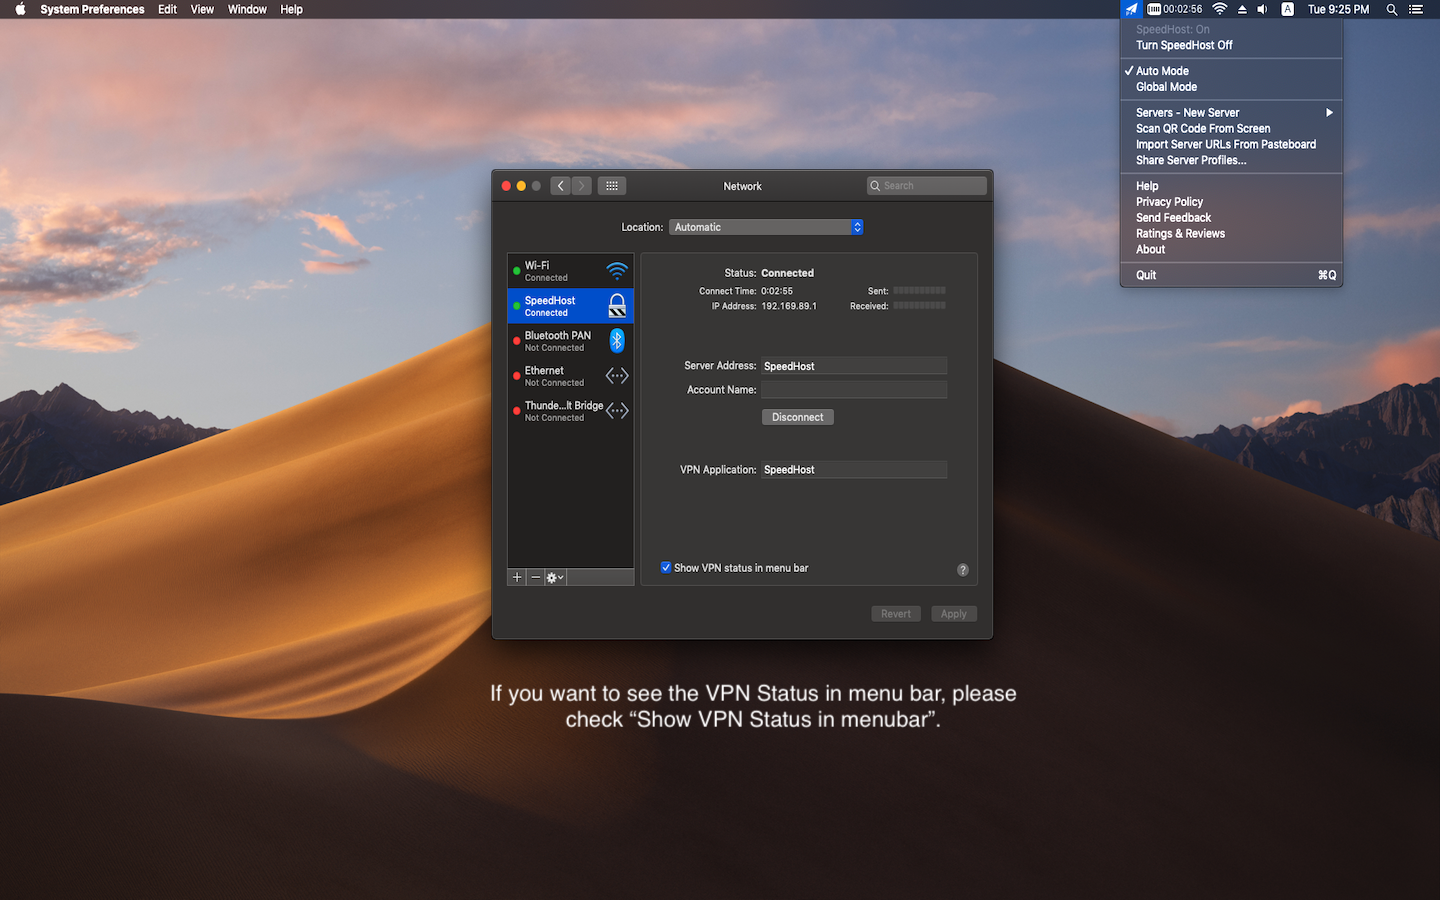 System Preferences Edit View Window Help
00:02:56 A Tue 9:25 PM
SpeedHost: On
Turn SpeedHost Off
✓ Auto Mode
Global Mode
Servers - New Server
Scan QR Code From Screen
Import Server URLs From Pasteboard
Share Server Profiles...
Help
Privacy Policy
Send Feedback
Ratings & Reviews
About
Quit ⌘Q
Network
Search
Location: Automatic
Wi-Fi
Connected
SpeedHost
Connected
Bluetooth PAN
Not Connected
Ethernet
Not Connected
Thunde...lt Bridge
Not Connected
Status: Connected
Connect Time: 0:02:55 Sent:
IP Address: 192.169.89.1 Received:
Server Address: SpeedHost
Account Name:
Disconnect
VPN Application: SpeedHost
Show VPN status in menu bar
?
Revert Apply
If you want to see the VPN Status in menu bar, please
check “Show VPN Status in menubar”.